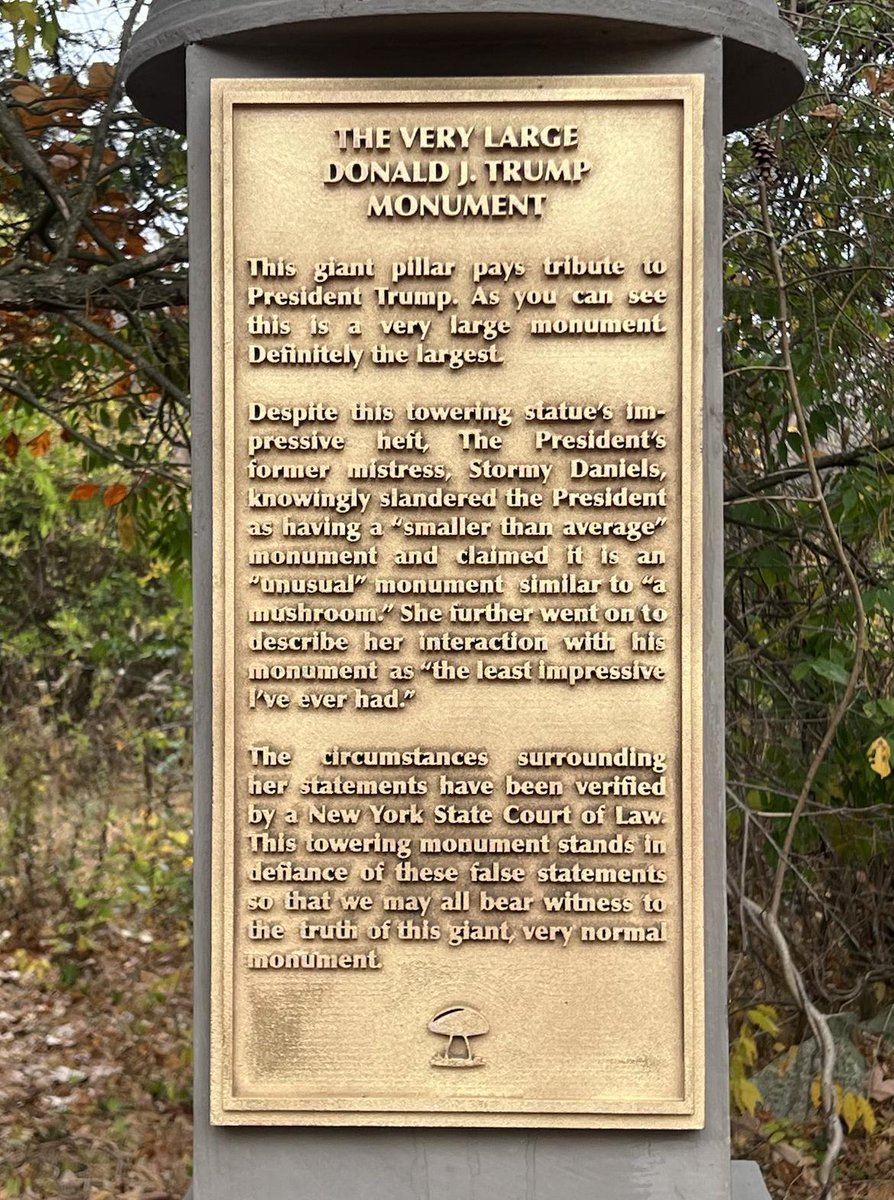 THE VERY LARGE
DONALD J. TRUMP
MONUMENT
This giant pillar pays tribute to
President Trump. As you can see
this is a very large monument.
Definitely the largest.
Despite this towering statue's im-
pressive heft, The President's
former mistress, Stormy Daniels,
knowingly slandered the President
as having a "smaller than average"
monument and claimed it is an
"unusual" monument similar to "a
mushroom." She further went on to
describe her interaction with his
monument as "the least impressive
I've ever had."
The circumstances surrounding
her statements have been verified
by a New York State Court of Law.
This towering monument stands in
defiance of these false statements
so that we may all bear witness to
the truth of this giant, very normal
monument.